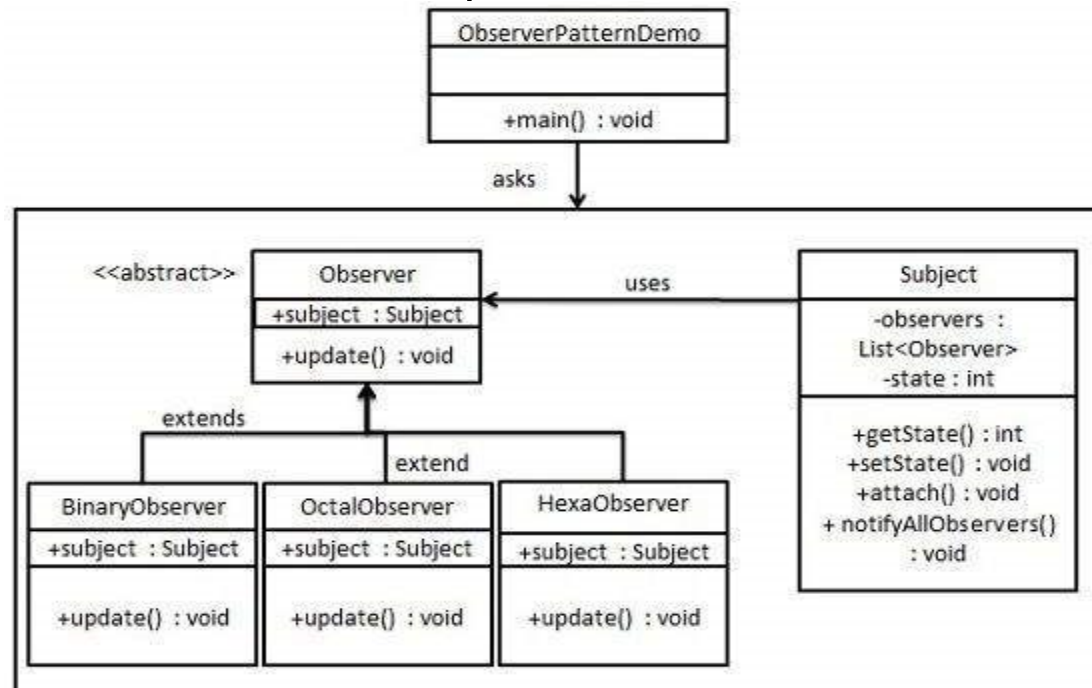 ObserverPatternDemo
+main() : void
asks
<<abstract>>
Observer
+subject : Subject
+update() : void
uses
Subject
-observers :
List<Observer>
-state : int
+getState() : int
+setState() : void
+attach() : void
+ notifyAllObservers()
: void
extends
extend
BinaryObserver
+subject : Subject
+update() : void
OctalObserver
+subject : Subject
+update() : void
HexaObserver
+subject : Subject
+update() : void